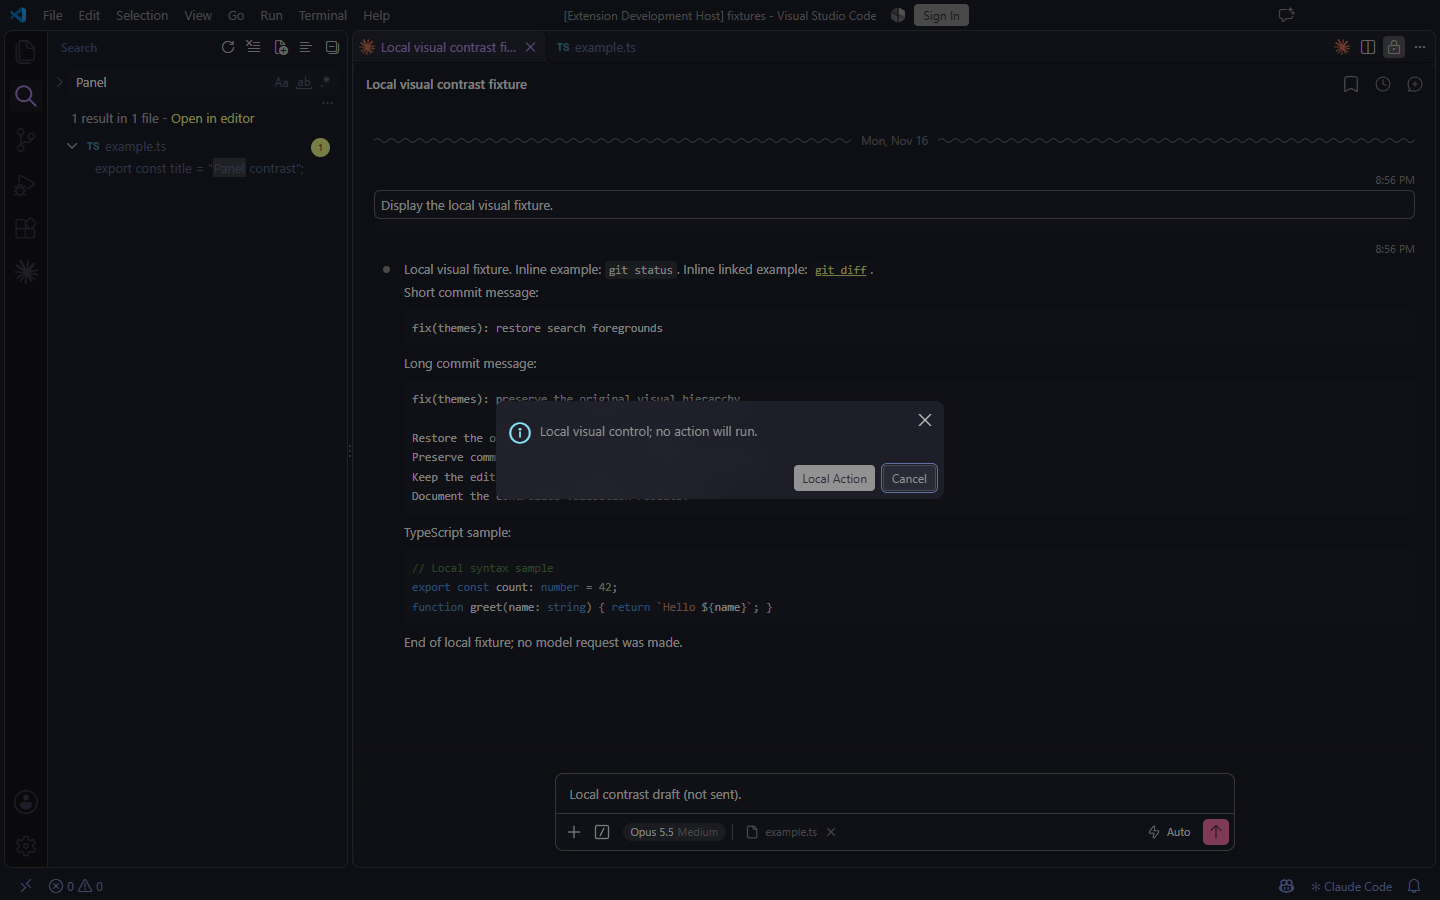 File Edit Selection View Go Run Terminal Help
[Extension Development Host] fixtures - Visual Studio Code
Sign In
Search
Local visual contrast fi...
TS example.ts
Panel
Aa ab .*
Local visual contrast fixture
1 result in 1 file - Open in editor
TS example.ts
1
export const title = "Panel contrast";
Mon, Nov 16
8:56 PM
Display the local visual fixture.
8:56 PM
Local visual fixture. Inline example: git status. Inline linked example: git diff.
Short commit message:
fix(themes): restore search foregrounds
Long commit message:
fix(themes): preserve the original visual hierarchy
Restore the o
Preserve comm
Keep the edit
Document the
Local visual control; no action will run.
Local Action
Cancel
TypeScript sample:
// Local syntax sample
export const count: number = 42;
function greet(name: string) { return `Hello ${name}`; }
End of local fixture; no model request was made.
Local contrast draft (not sent).
Opus 5.5 Medium
example.ts
Auto
0 0
Claude Code